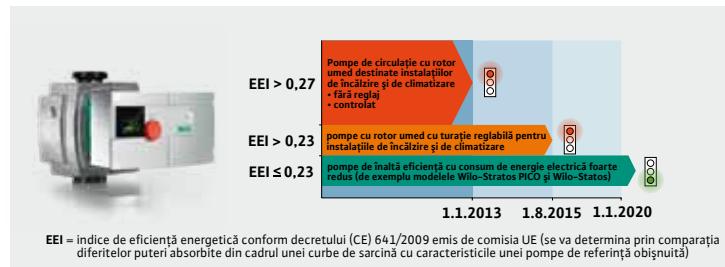 EEI > 0,27
Pompe de circulație cu rotor
umed destinate instalațiilor
de încălzire și de climatizare
• fără reglaj
• controlat
EEI > 0,23
pompe cu rotor umed cu turație reglabilă pentru
instalațiile de încălzire și de climatizare
EEI ≤ 0,23
pompe de înaltă eficiență cu consum de energie electrică foarte
redus (de exemplu modelele Wilo-Stratos PICO și Wilo-Statos)
1.1.2013 1.8.2015 1.1.2020
EEI = indice de eficiență energetică conform decretului (CE) 641/2009 emis de comisia UE (se va determina prin comparația
diferitelor puteri absorbite din cadrul unei curbe de sarcină cu caracteristicile unei pompe de referință obișnuită)